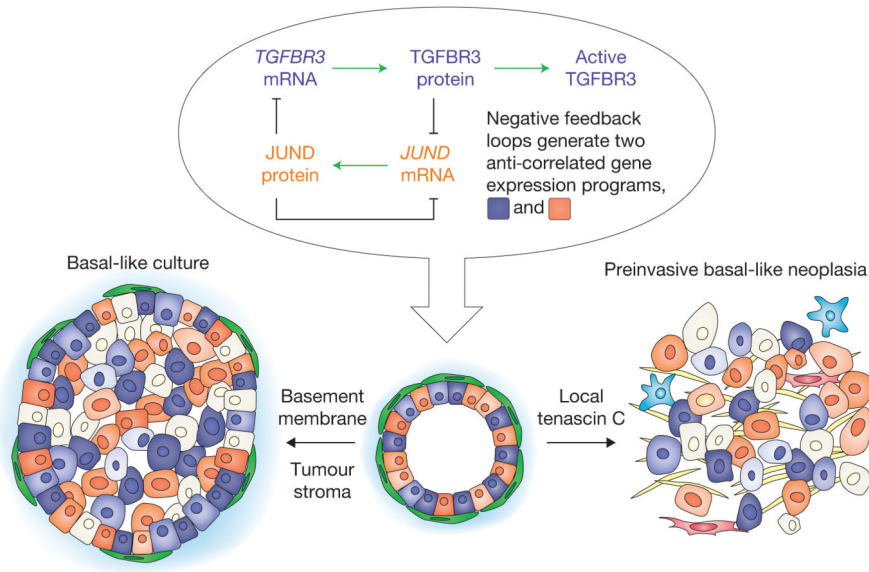 TGFBR3
mRNA
TGFBR3
protein
Active
TGFBR3
JUND
protein
JUND
mRNA
Negative feedback
loops generate two
anti-correlated gene
expression programs,
and
Basal-like culture
Preinvasive basal-like neoplasia
Basement
membrane
Tumour
stroma
Local
tenascin C